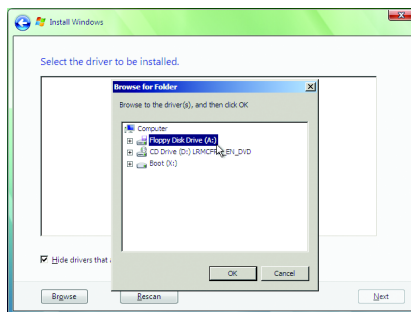 Install Windows
Select the driver to be installed.
Browse for Folder
Browse to the driver(s), and then click OK
Computer
Floppy Disk Drive (A:)
CD Drive (D:) EN_DVD
Boot (X:)
Hide drivers that
OK
Cancel
Browse
Rescan
Next